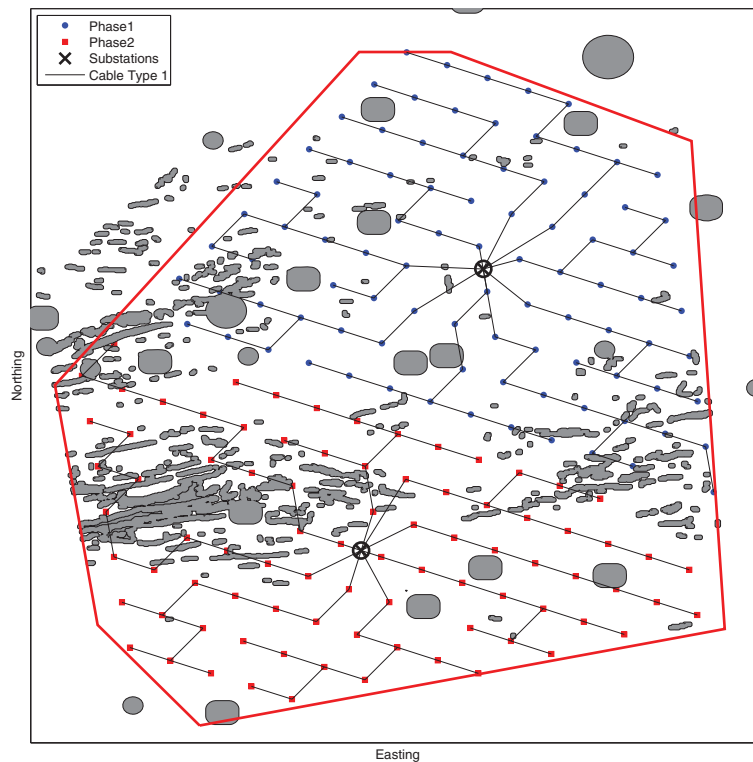 Phase1
Phase2
Substations
Cable Type 1
Northing
Easting